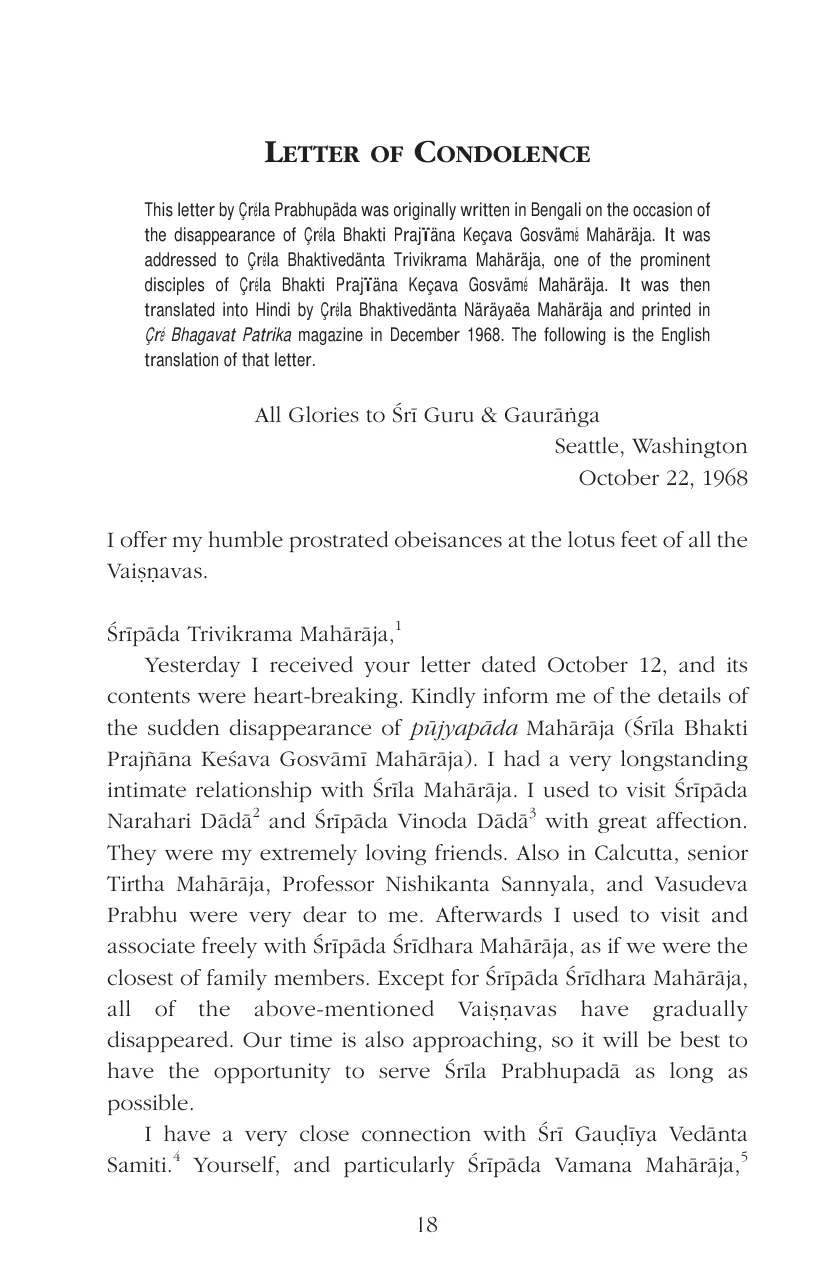 LETTER OF CONDOLENCE
This letter by Çréla Prabhupäda was originally written in Bengali on the occasion of
the disappearance of Çréla Bhakti Prajïäna Keçava Gosvämé Mahäräja. It was
addressed to Çréla Bhaktivedänta Trivikrama Mahäräja, one of the prominent
disciples of Çréla Bhakti Prajïäna Keçava Gosvämé Mahäräja. It was then
translated into Hindi by Çréla Bhaktivedänta Näräyaëa Mahäräja and printed in
Çré Bhagavat Patrika magazine in December 1968. The following is the English
translation of that letter.
All Glories to Śrī Guru & Gaurāṅga
Seattle, Washington
October 22, 1968
I offer my humble prostrated obeisances at the lotus feet of all the
Vaiṣṇavas.
Śrīpāda Trivikrama Mahārāja,1
Yesterday I received your letter dated October 12, and its
contents were heart-breaking. Kindly inform me of the details of
the sudden disappearance of pūjyapāda Mahārāja (Śrīla Bhakti
Prajñāna Keśava Gosvāmī Mahārāja). I had a very longstanding
intimate relationship with Śrīla Mahārāja. I used to visit Śrīpāda
Narahari Dādā2 and Śrīpāda Vinoda Dādā3 with great affection.
They were my extremely loving friends. Also in Calcutta, senior
Tirtha Mahārāja, Professor Nishikanta Sannyala, and Vasudeva
Prabhu were very dear to me. Afterwards I used to visit and
associate freely with Śrīpāda Śrīdhara Mahārāja, as if we were the
closest of family members. Except for Śrīpāda Śrīdhara Mahārāja,
all of the above-mentioned Vaiṣṇavas have gradually
disappeared. Our time is also approaching, so it will be best to
have the opportunity to serve Śrīla Prabhupadā as long as
possible.
I have a very close connection with Śrī Gauḍīya Vedānta
Samiti.4 Yourself, and particularly Śrīpāda Vamana Mahārāja,5
18